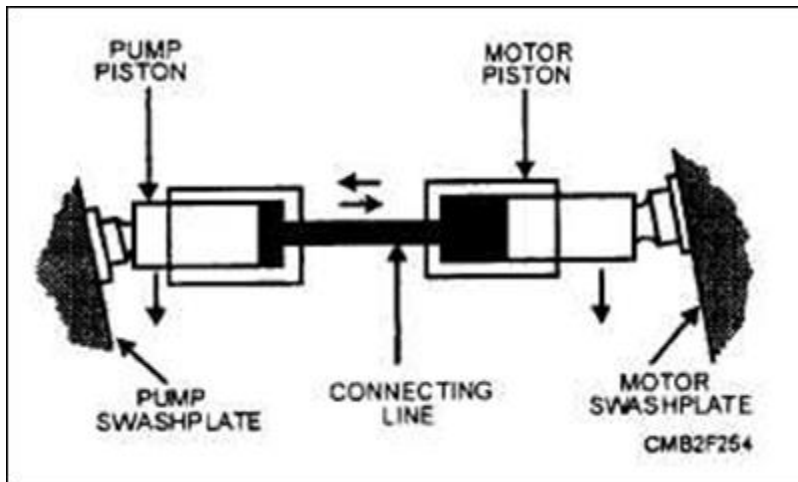 PUMP
PISTON
MOTOR
PISTON
PUMP
SWASHPLATE
CONNECTING
LINE
MOTOR
SWASHPLATE
CMB2F254